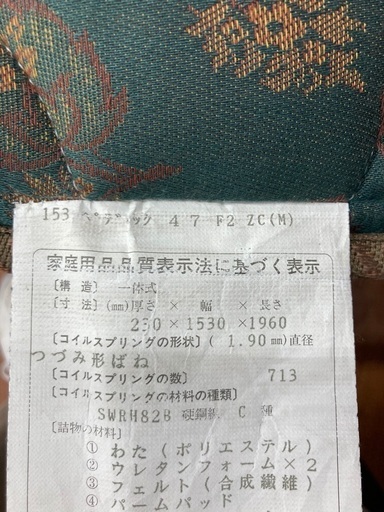 153 ペデック 47 F2 ZC(M)
家庭用品品質表示法に基づく表示
〔構造〕 一体式
〔寸法〕(mm)厚さ × 幅 × 長さ
230×1530×1960
〔コイルスプリングの形状〕( 1.90mm)直径
つづみ形ばね
〔コイルスプリングの数〕 713
〔コイルスプリングの材料の種類〕
SWRH82B 硬鋼線 C 種
〔詰物の材料〕
① わた(ポリエステル)
② ウレタンフォーム×2
③ フェルト(合成繊維)
④ パームパッド